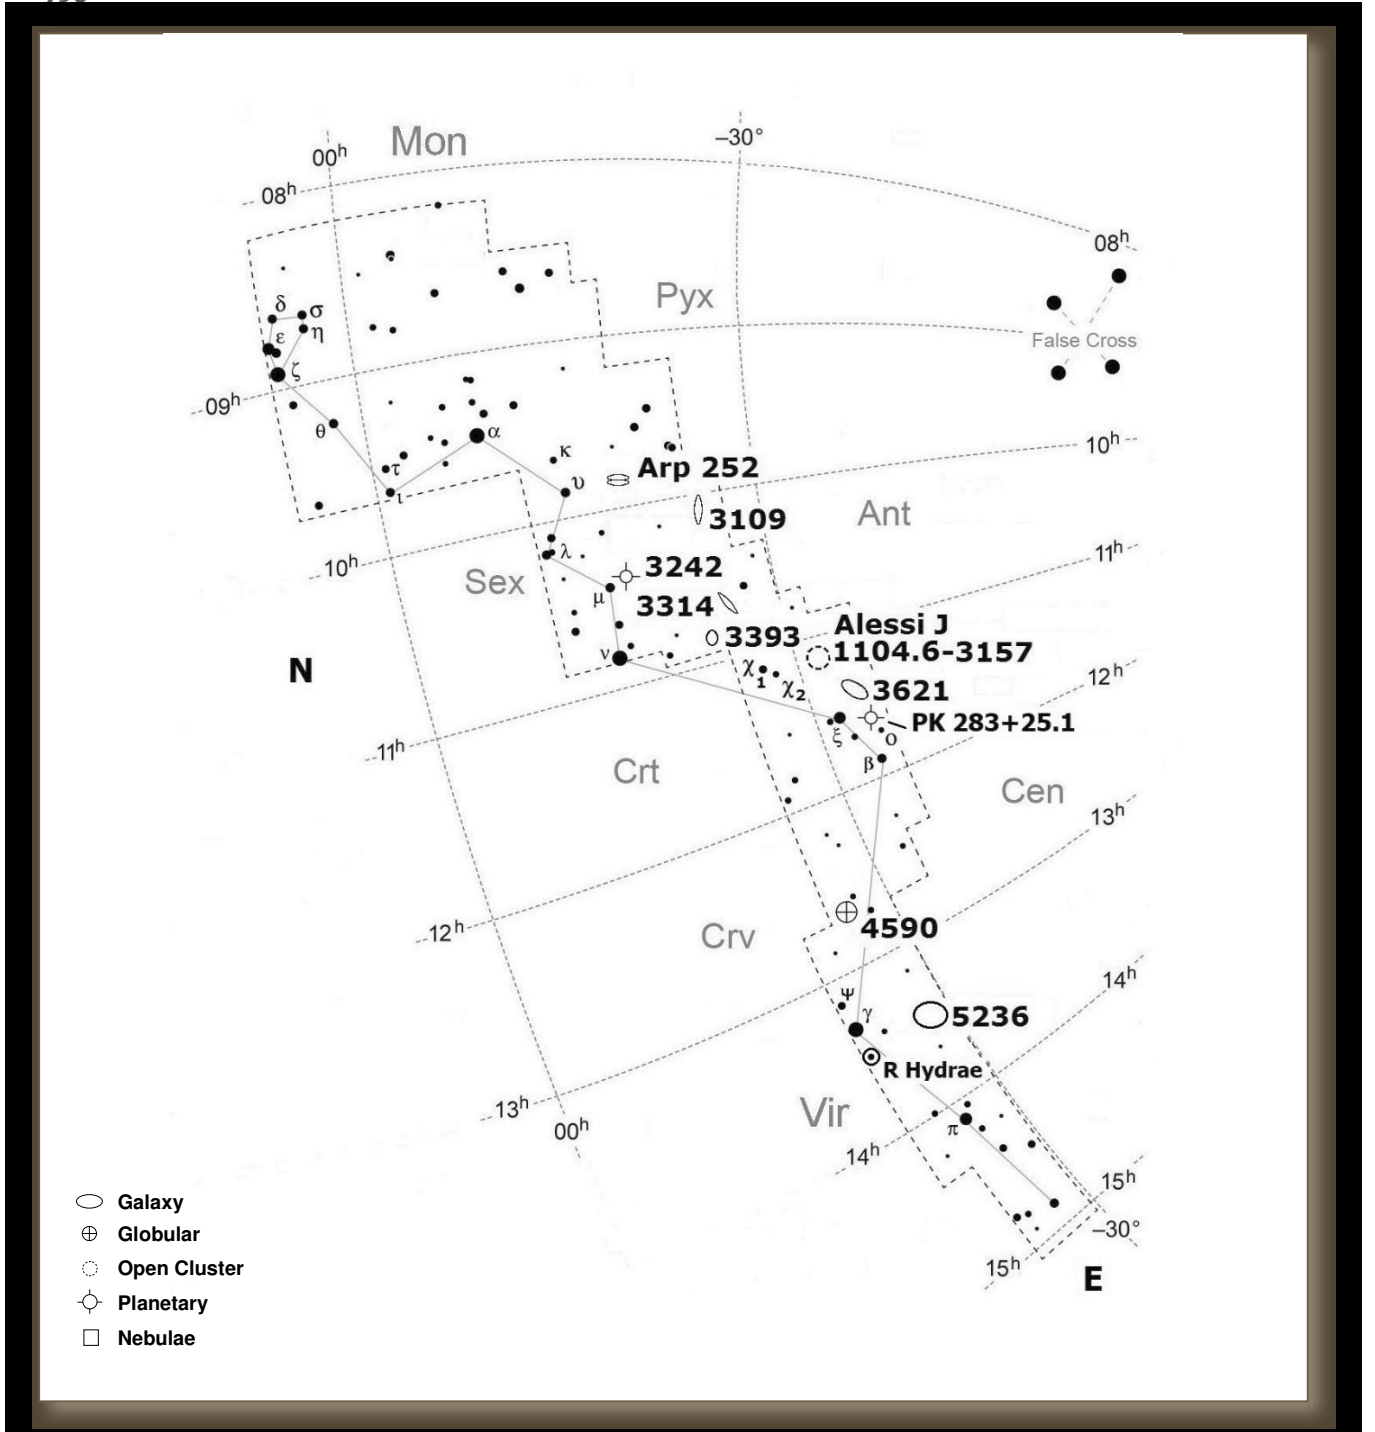 Mon
–30°
00h
08h
08h
Pyx
δ
σ
η
ε
ζ
False Cross
09h
θ
α
κ
10h
τ
ι
υ
Arp 252
3109
Ant
λ
10h
Sex
3242
11h
μ
3314
3393
Alessi J
1104.6-3157
ν
N
χ1
χ2
3621
12h
PK 283+25.1
ξ
ο
β
11h
Crt
Cen
13h
12h
Crv
4590
14h
ψ
γ
5236
R Hydrae
13h
Vir
π
00h
14h
15h
–30°
15h
E
Galaxy
Globular
Open Cluster
Planetary
Nebulae